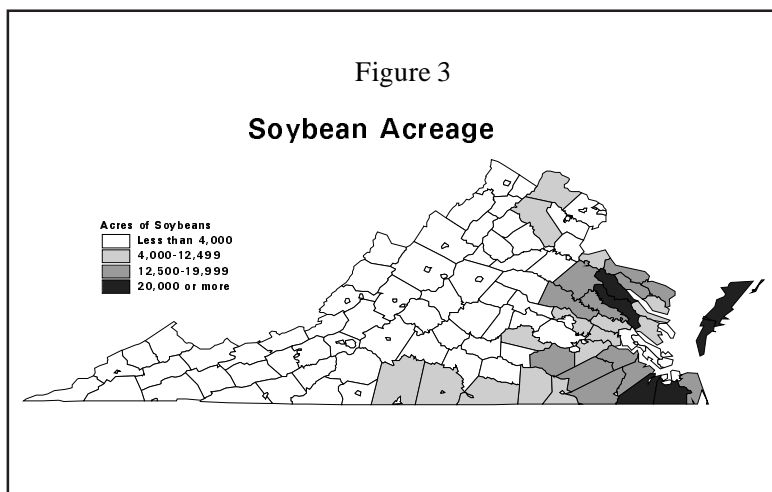 Figure 3
Soybean Acreage
Acres of Soybeans
Less than 4,000
4,000-12,499
12,500-19,999
20,000 or more